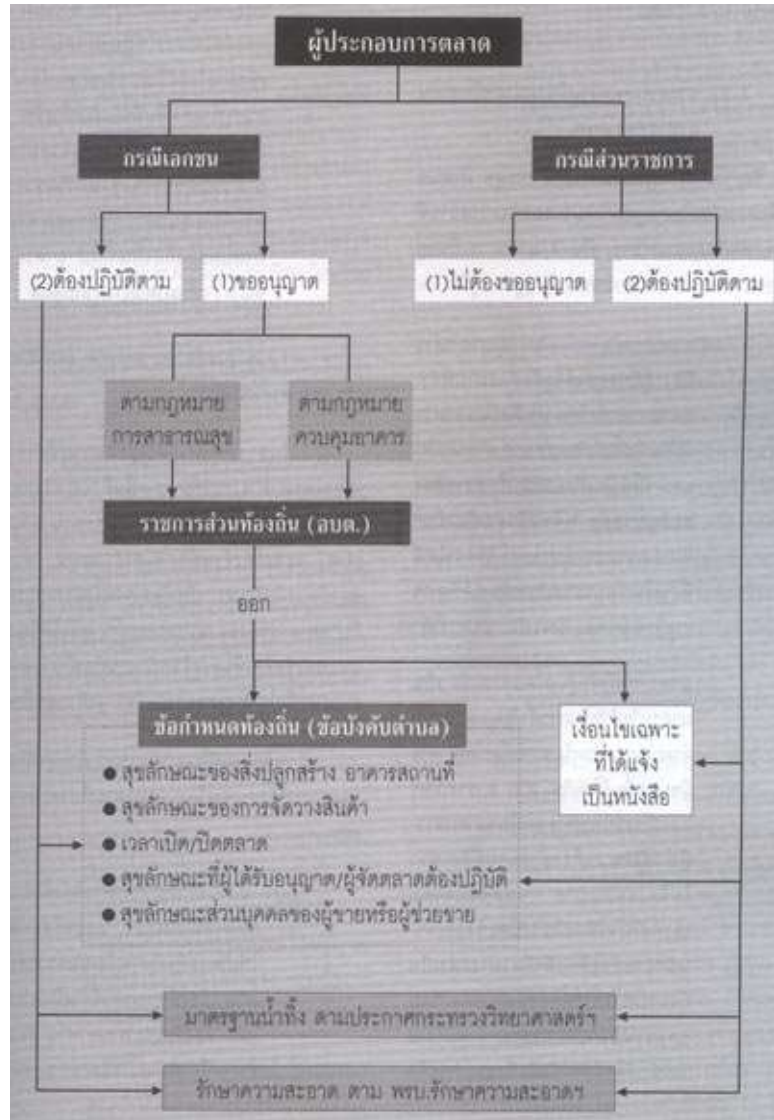 ผู้ประกอบการตลาด
กรณีเอกชน
กรณีส่วนราชการ
(2)ต้องปฏิบัติตาม
(1)ขออนุญาต
(1)ไม่ต้องขออนุญาต
(2)ต้องปฏิบัติตาม
ตามกฎหมาย
การสาธารณสุข
ตามกฎหมาย
ควบคุมอาคาร
ราชการส่วนท้องถิ่น (อบต.)
ออก
ข้อกำหนดท้องถิ่น (ข้อบังคับตำบล)
● สุขลักษณะของสิ่งปลูกสร้าง อาคารสถานที่
● สุขลักษณะของการจัดวางสินค้า
● เวลาเปิด/ปิดตลาด
● สุขลักษณะที่ผู้ได้รับอนุญาต/ผู้จัดตลาดต้องปฏิบัติ
● สุขลักษณะส่วนบุคคลของผู้ขายหรือผู้ช่วยขาย
เงื่อนไขเฉพาะ
ที่ได้แจ้ง
เป็นหนังสือ
มาตรฐานน้ำทิ้ง ตามประกาศกระทรวงวิทยาศาสตร์ฯ
รักษาความสะอาด ตาม พรบ.รักษาความสะอาดฯ